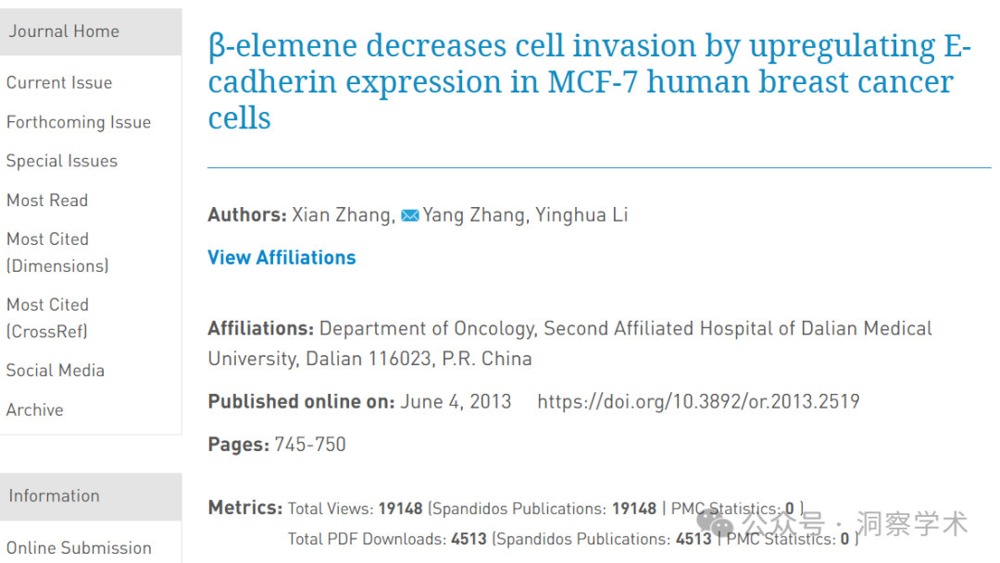 Journal Home
Current Issue
Forthcoming Issue
Special Issues
Most Read
Most Cited
(Dimensions)
Most Cited
(CrossRef)
Social Media
Archive
Information
Online Submission
β-elemene decreases cell invasion by upregulating E-
cadherin expression in MCF-7 human breast cancer
cells
Authors: Xian Zhang, Yang Zhang, Yinghua Li
View Affiliations
Affiliations: Department of Oncology, Second Affiliated Hospital of Dalian Medical
University, Dalian 116023, P.R. China
Published online on: June 4, 2013 https://doi.org/10.3892/or.2013.2519
Pages: 745-750
Metrics: Total Views: 19148 (Spandidos Publications: 19148 | PMC Statistics: 0 )
Total PDF Downloads: 4513 (Spandidos Publications: 4513 | PMC Statistics: 0 )
公众号 · 洞察学术